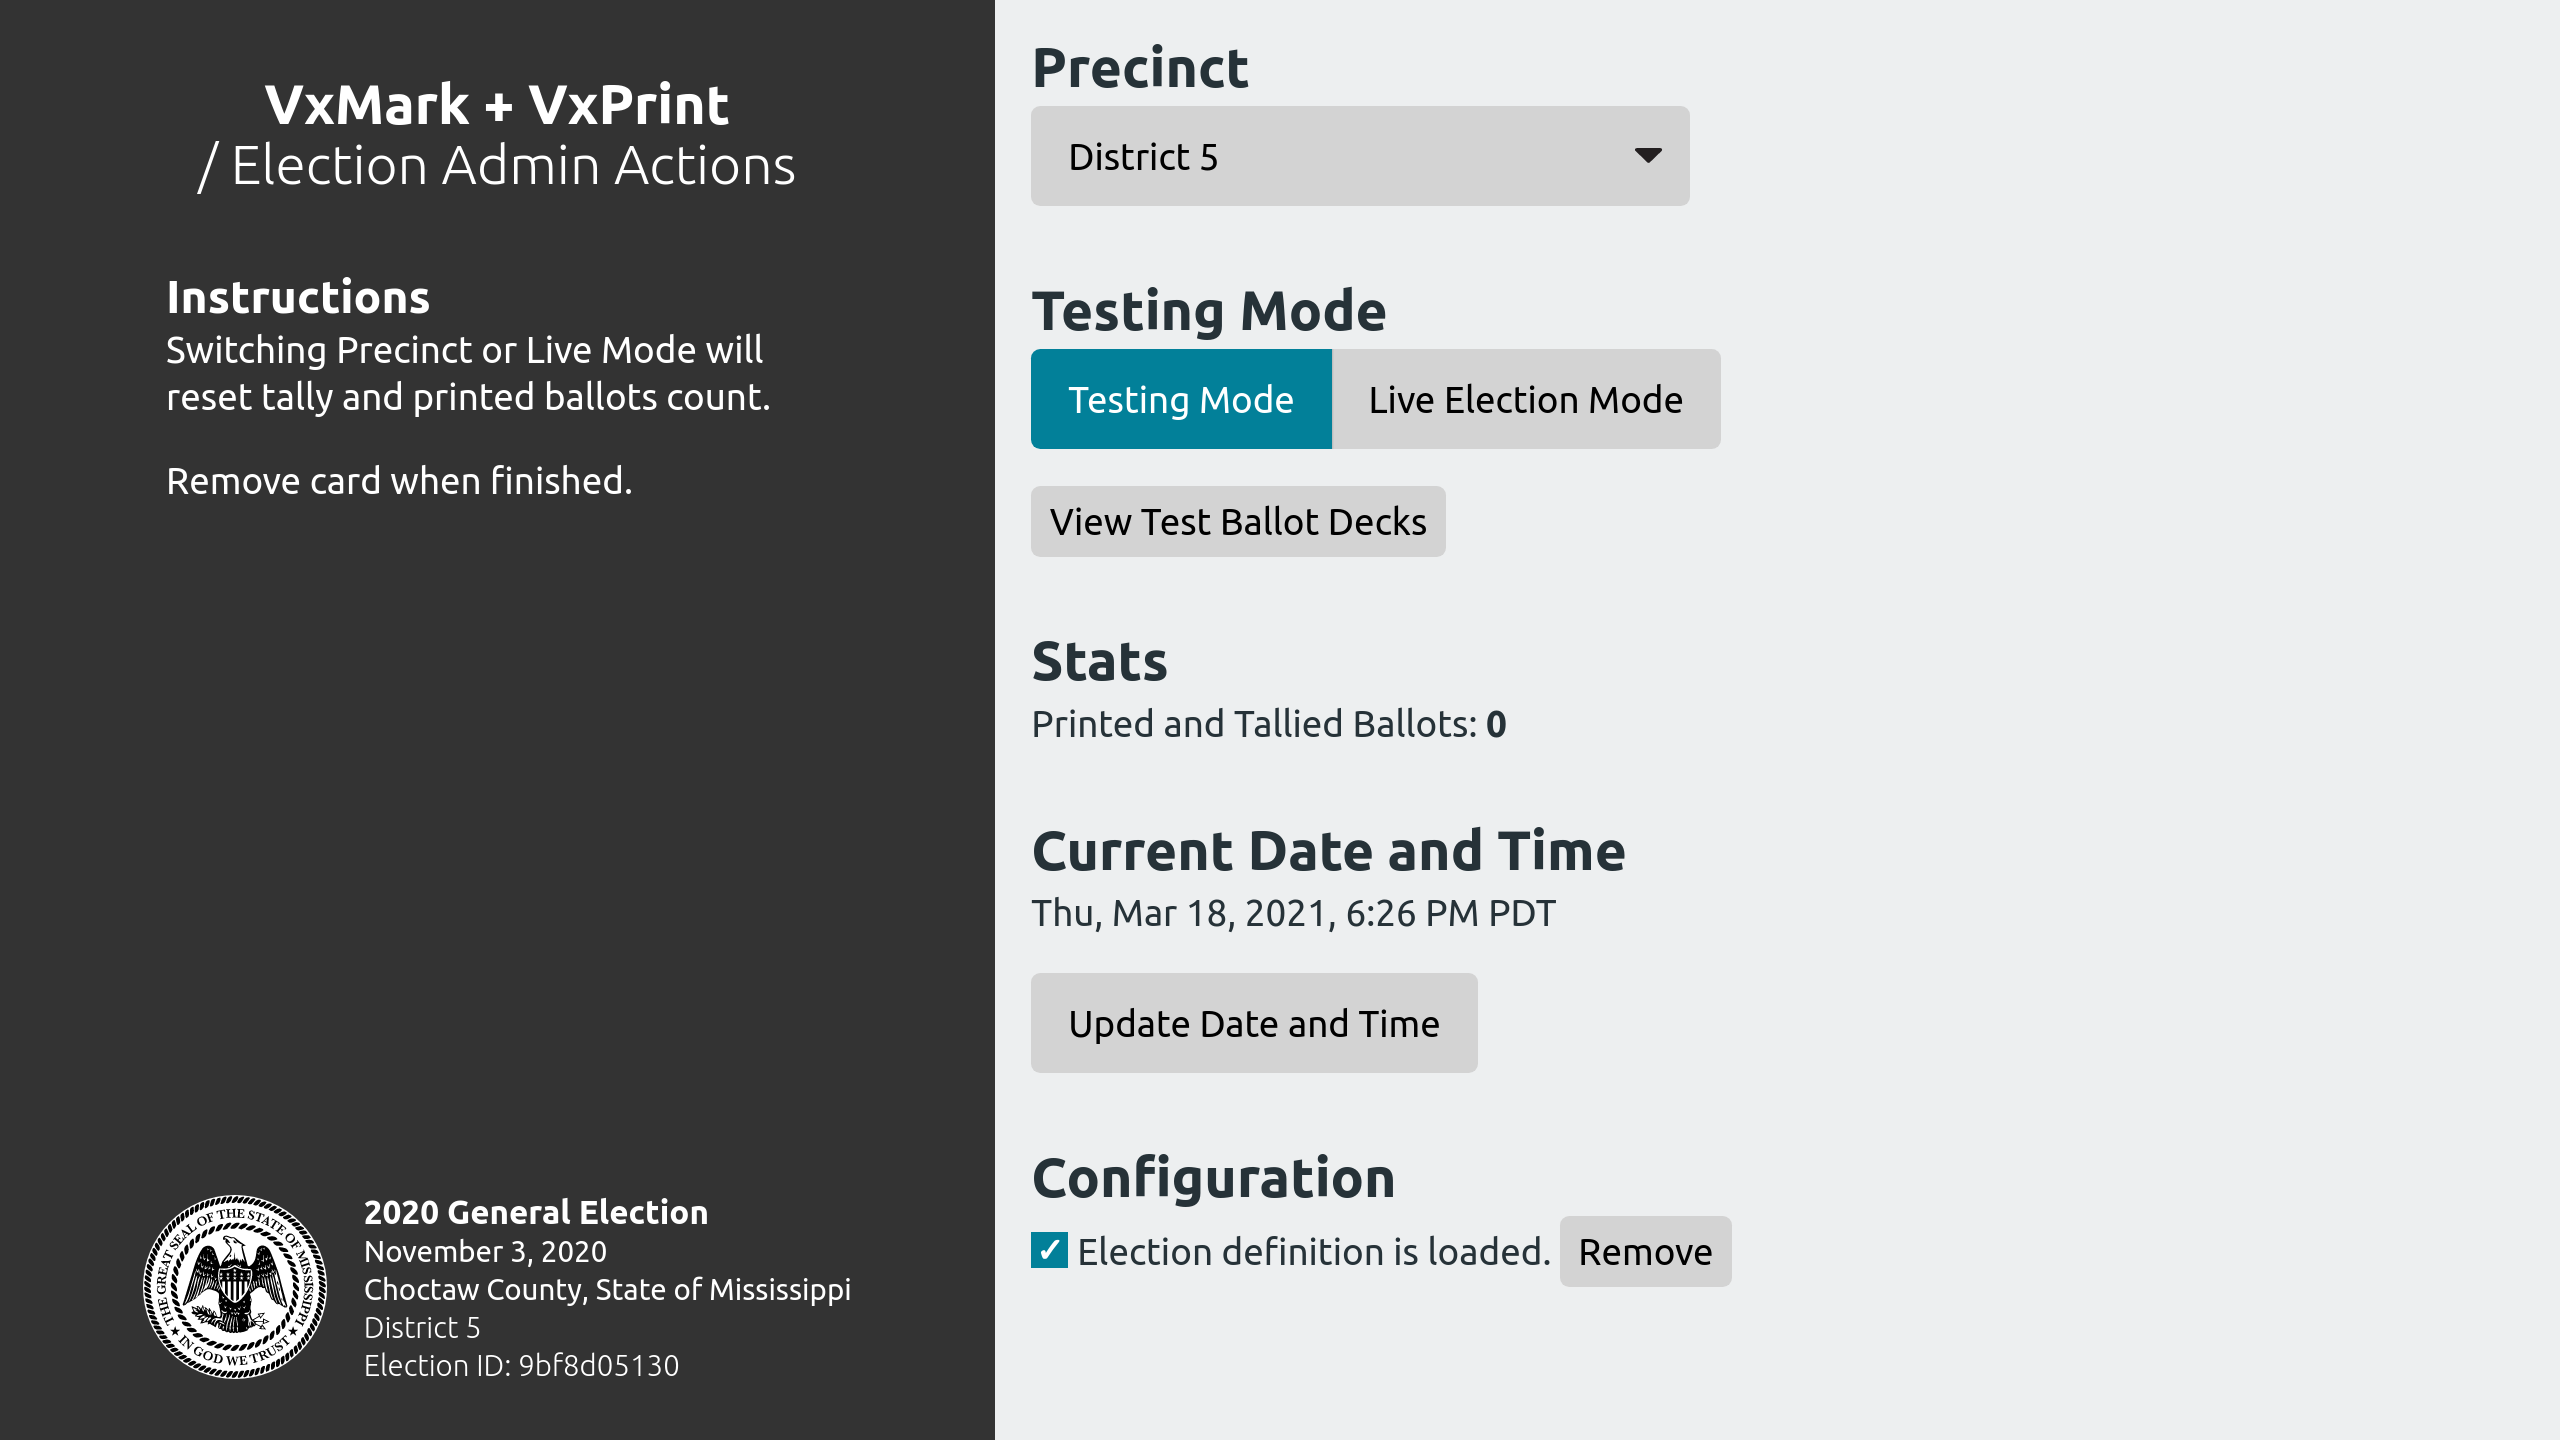 VxMark + VxPrint
/ Election Admin Actions
Instructions
Switching Precinct or Live Mode will
reset tally and printed ballots count.
Remove card when finished.
THE GREAT SEAL OF THE STATE OF MISSISSIPPI
★ IN GOD WE TRUST ★
2020 General Election
November 3, 2020
Choctaw County, State of Mississippi
District 5
Election ID: 9bf8d05130
Precinct
District 5
Testing Mode
Testing Mode
Live Election Mode
View Test Ballot Decks
Stats
Printed and Tallied Ballots: 0
Current Date and Time
Thu, Mar 18, 2021, 6:26 PM PDT
Update Date and Time
Configuration
✓ Election definition is loaded. Remove